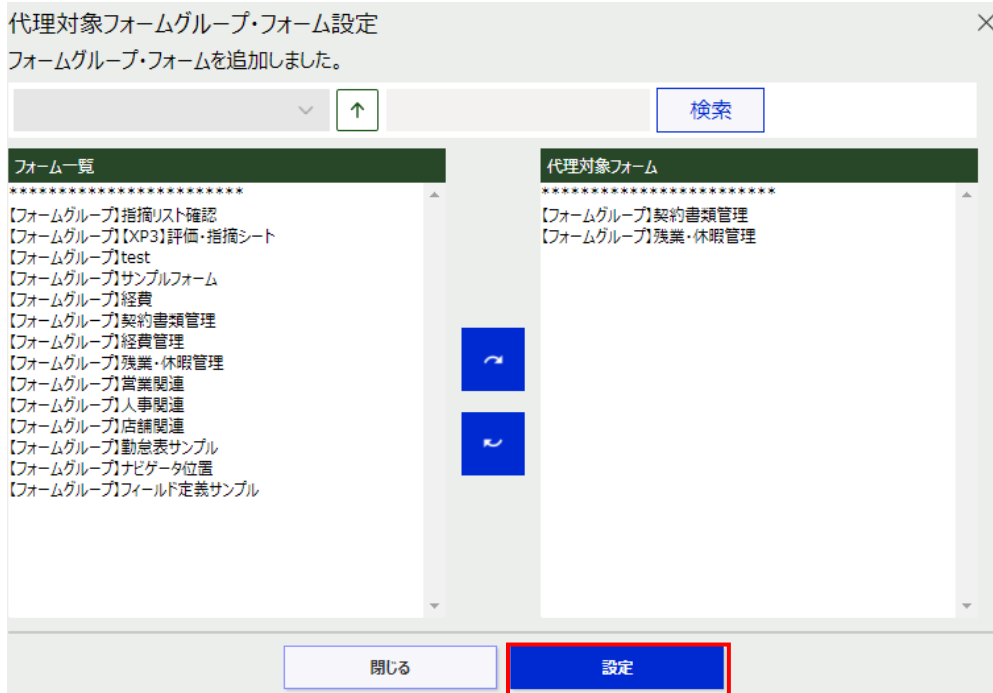 代理対象フォームグループ・フォーム設定
フォームグループ・フォームを追加しました。
検索
フォーム一覧
************************
【フォームグループ】指摘リスト確認
【フォームグループ】【XP3】評価・指摘シート
【フォームグループ】test
【フォームグループ】サンプルフォーム
【フォームグループ】経費
【フォームグループ】契約書類管理
【フォームグループ】経費管理
【フォームグループ】残業・休暇管理
【フォームグループ】営業関連
【フォームグループ】人事関連
【フォームグループ】店舗関連
【フォームグループ】勤怠表サンプル
【フォームグループ】ナビゲータ位置
【フォームグループ】フィールド定義サンプル
代理対象フォーム
************************
【フォームグループ】契約書類管理
【フォームグループ】残業・休暇管理
閉じる
設定